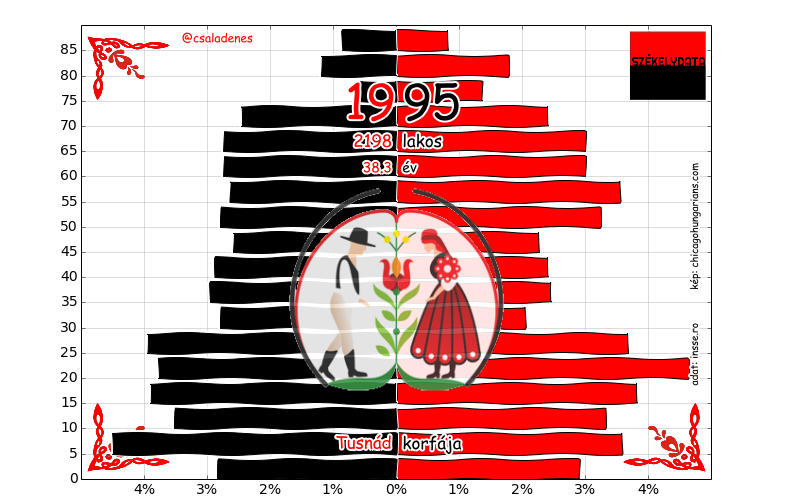 @csaladenes
SZÉKELYDATA
1995
2198 lakos
38.3 év
kép: chicagohungarians.com
adat: insse.ro
Tusnád korfája
85
80
75
70
65
60
55
50
45
40
35
30
25
20
15
10
5
0
4% 3% 2% 1% 0% 1% 2% 3% 4%